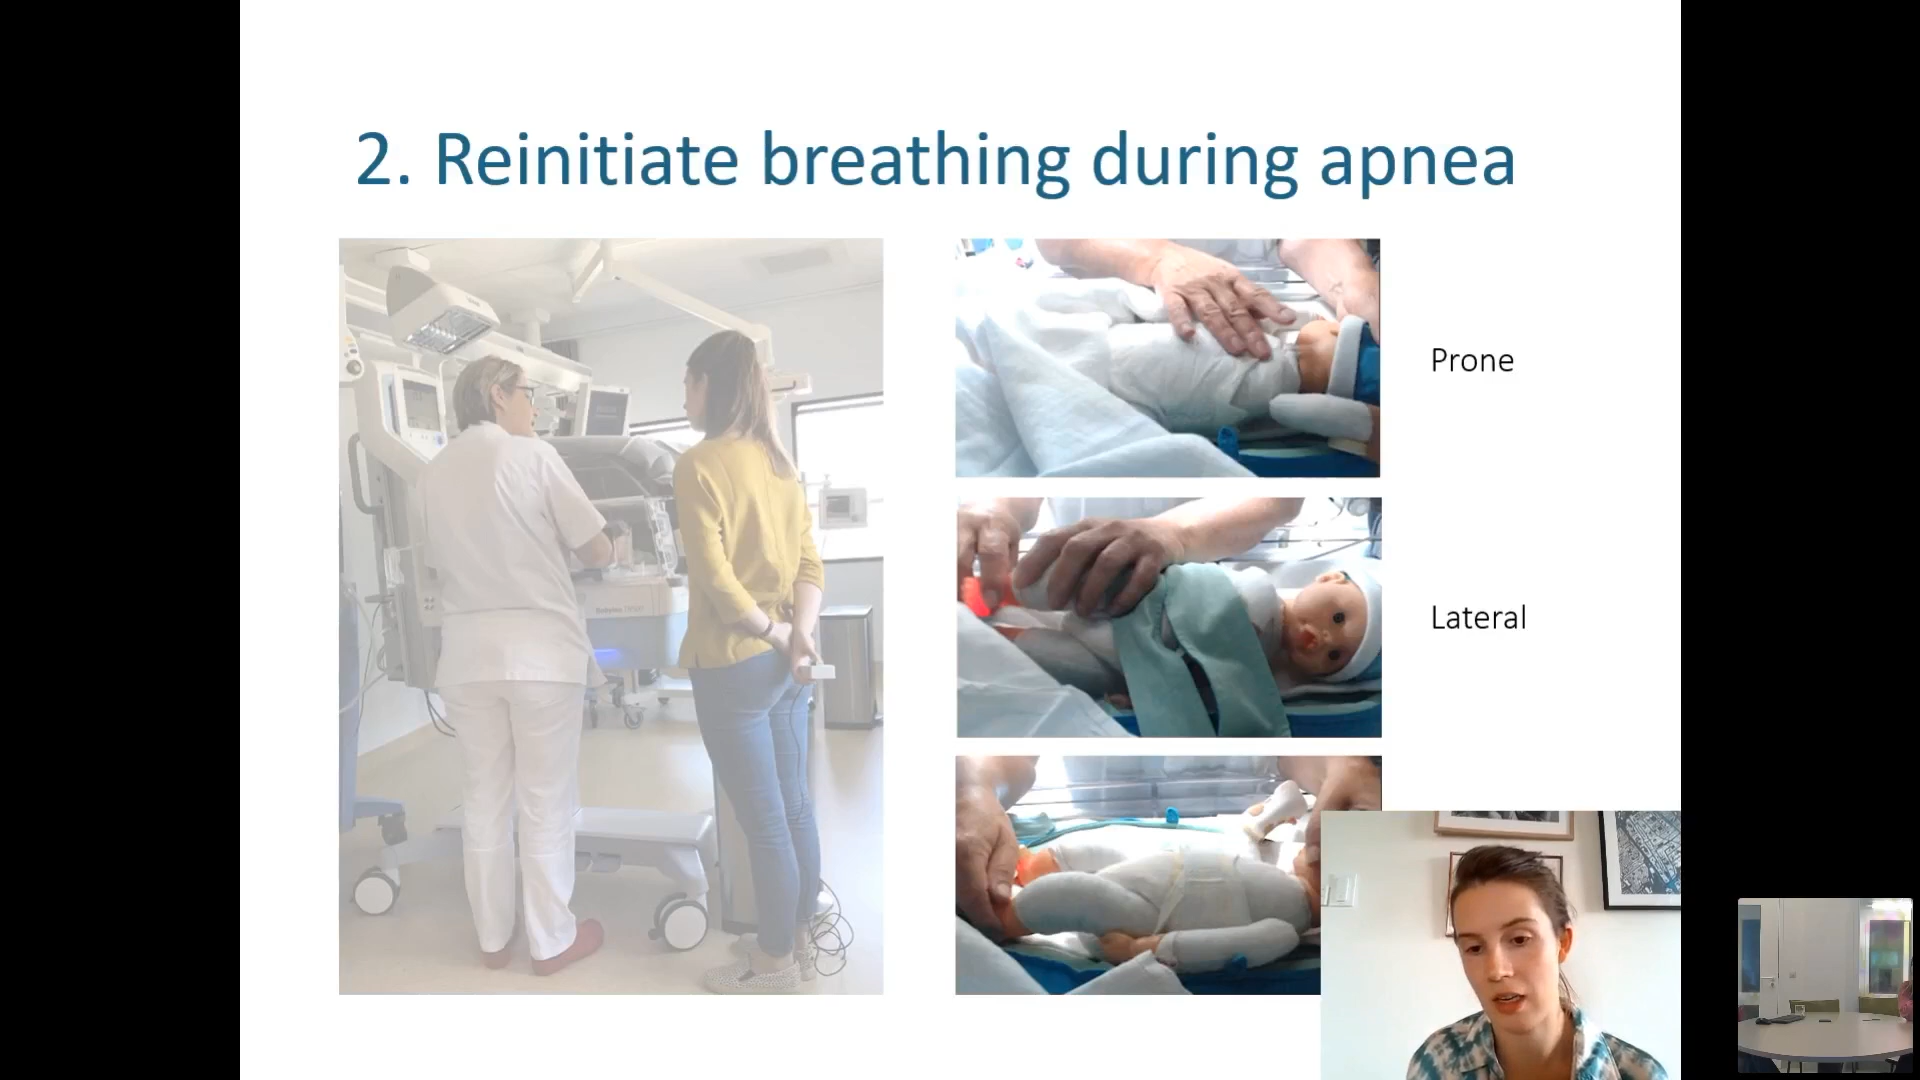 2. Reinitiate breathing during apnea
Prone
Lateral